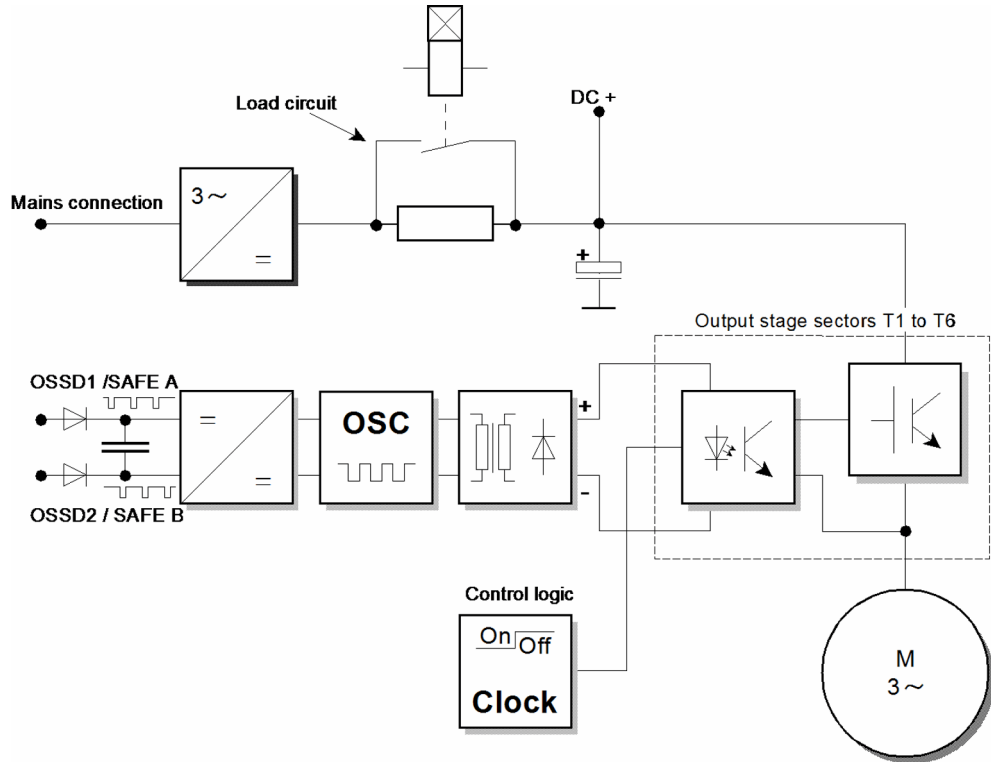 Load circuit
DC +
Mains connection
3~
=
+
Output stage sectors T1 to T6
OSSD1 /SAFE A
=
=
OSC
+
-
OSSD2 / SAFE B
Control logic
On Off
Clock
M
3~